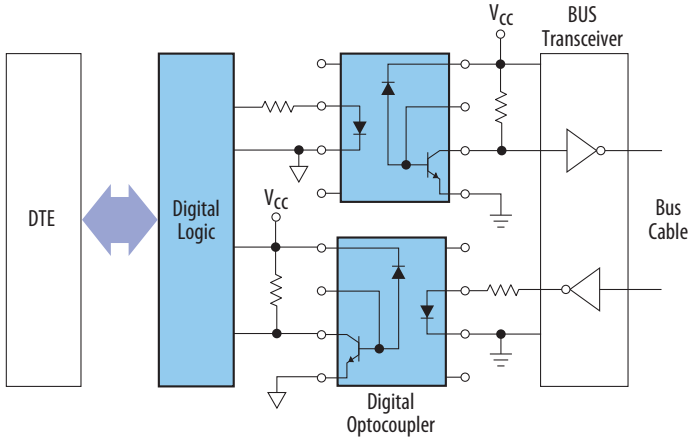 VCC
BUS
Transceiver
DTE
Digital
Logic
VCC
Bus
Cable
Digital
Optocoupler